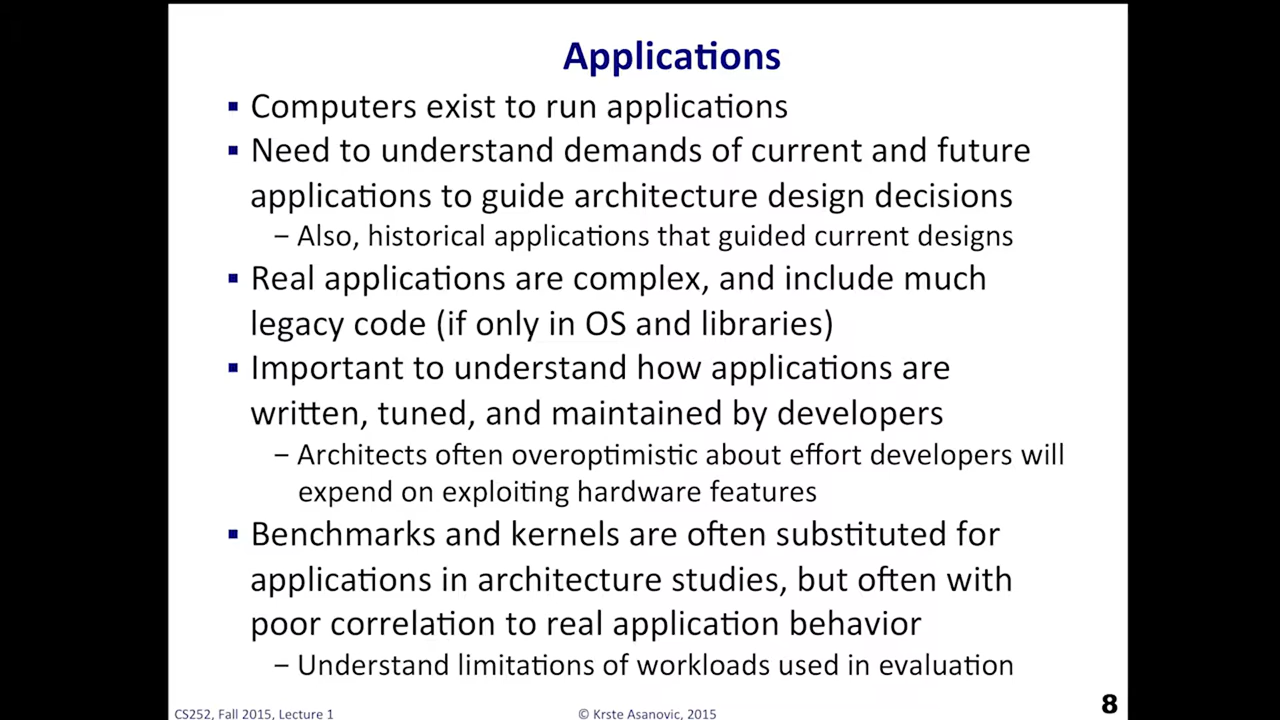 Applications
▪ Computers exist to run applications
▪ Need to understand demands of current and future
applications to guide architecture design decisions
– Also, historical applications that guided current designs
▪ Real applications are complex, and include much
legacy code (if only in OS and libraries)
▪ Important to understand how applications are
written, tuned, and maintained by developers
– Architects often overoptimistic about effort developers will
expend on exploiting hardware features
▪ Benchmarks and kernels are often substituted for
applications in architecture studies, but often with
poor correlation to real application behavior
– Understand limitations of workloads used in evaluation
CS252, Fall 2015, Lecture 1
© Krste Asanovic, 2015
8